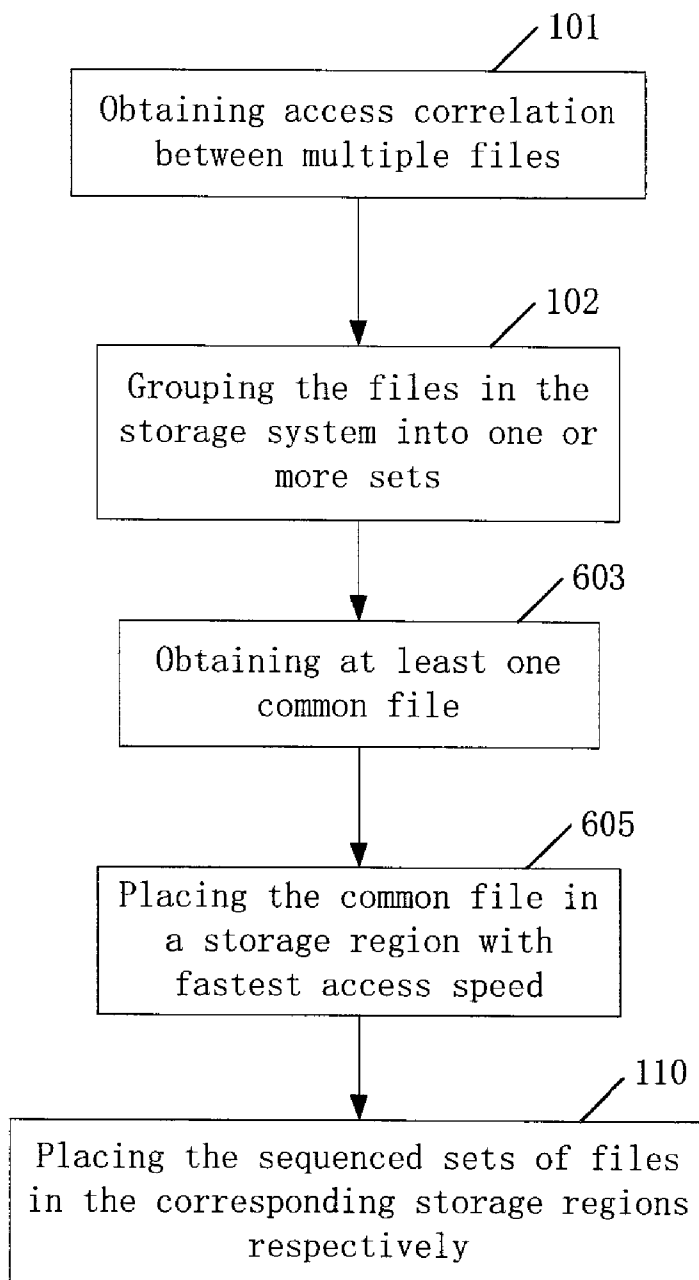 101
Obtaining access correlation
between multiple files
102
Grouping the files in the
storage system into one or
more sets
603
Obtaining at least one
common file
605
Placing the common file in
a storage region with
fastest access speed
110
Placing the sequenced sets of files
in the corresponding storage regions
respectively